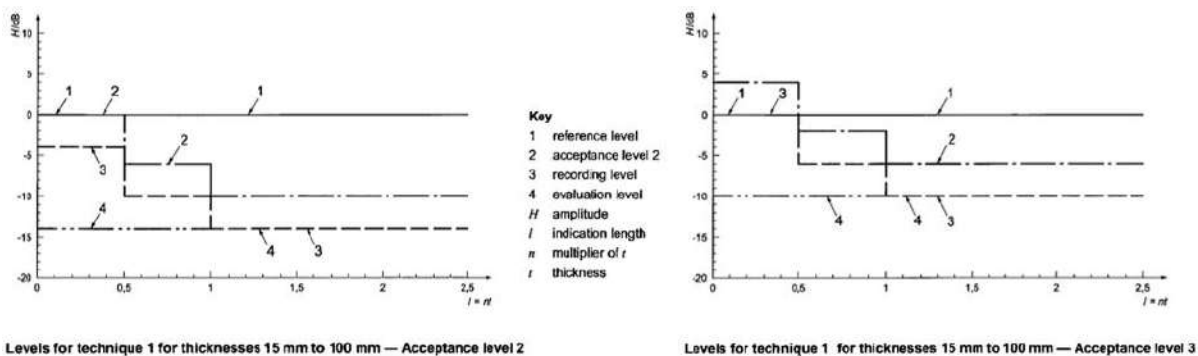 H/dB
10
5
0
-5
-10
-15
-20
1
2
1
2
3
4
4
3
0
0,5
1
1,5
2
2,5
l = nt
Levels for technique 1 for thicknesses 15 mm to 100 mm — Acceptance level 2
Key
1 reference level
2 acceptance level 2
3 recording level
4 evaluation level
H amplitude
l indication length
n multiplier of t
t thickness
H/dB
10
5
0
-5
-10
-15
-20
1
3
1
2
4
4
3
0
0,5
1
1,5
2
2,5
l = nt
Levels for technique 1 for thicknesses 15 mm to 100 mm — Acceptance level 3